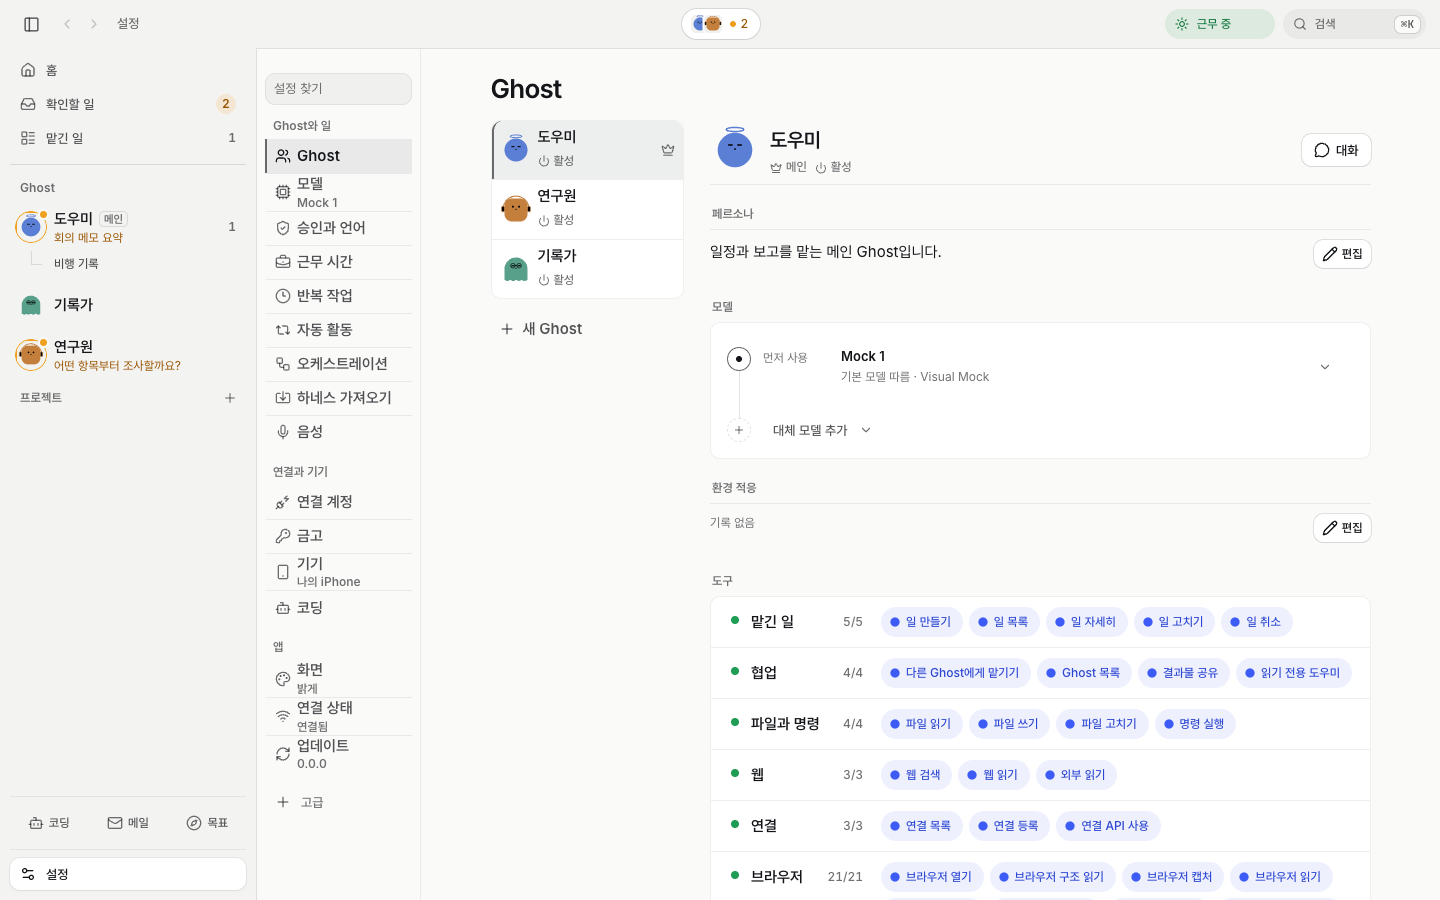 설정
2
근무 중
검색
⌘K
홈
확인할 일
2
맡긴 일
1
Ghost
도우미
메인
회의 메모 요약
1
비행 기록
기록가
연구원
어떤 항목부터 조사할까요?
프로젝트
코딩
메일
목표
설정
설정 찾기
Ghost와 일
Ghost
모델
Mock 1
승인과 언어
근무 시간
반복 작업
자동 활동
오케스트레이션
하네스 가져오기
음성
연결과 기기
연결 계정
금고
기기
나의 iPhone
코딩
앱
화면
밝게
연결 상태
연결됨
업데이트
0.0.0
고급
Ghost
도우미
활성
연구원
활성
기록가
활성
새 Ghost
도우미
메인 활성
대화
페르소나
일정과 보고를 맡는 메인 Ghost입니다.
편집
모델
먼저 사용
Mock 1
기본 모델 따름 · Visual Mock
대체 모델 추가
환경 적응
기록 없음
편집
도구
맡긴 일 5/5 일 만들기 일 목록 일 자세히 일 고치기 일 취소
협업 4/4 다른 Ghost에게 맡기기 Ghost 목록 결과물 공유 읽기 전용 도우미
파일과 명령 4/4 파일 읽기 파일 쓰기 파일 고치기 명령 실행
웹 3/3 웹 검색 웹 읽기 외부 읽기
연결 3/3 연결 목록 연결 등록 연결 API 사용
브라우저 21/21 브라우저 열기 브라우저 구조 읽기 브라우저 캡처 브라우저 읽기